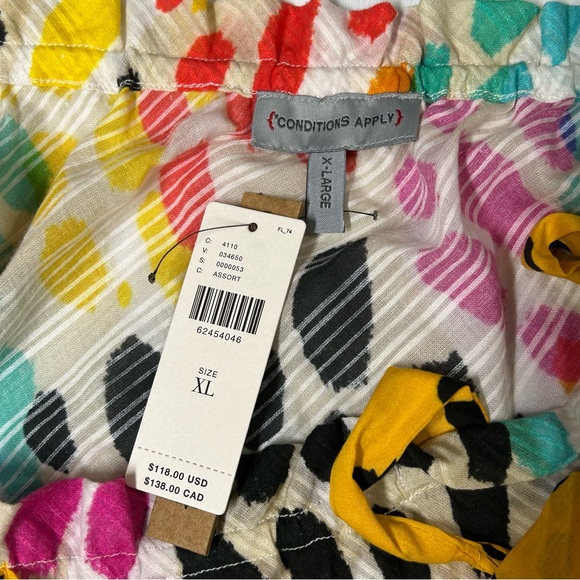 {*CONDITIONS APPLY}
X-LARGE
FL_74
C: 4110
V: 034650
S: 0000053
C: ASSORT
62454046
SIZE
XL
$118.00 USD
$138.00 CAD